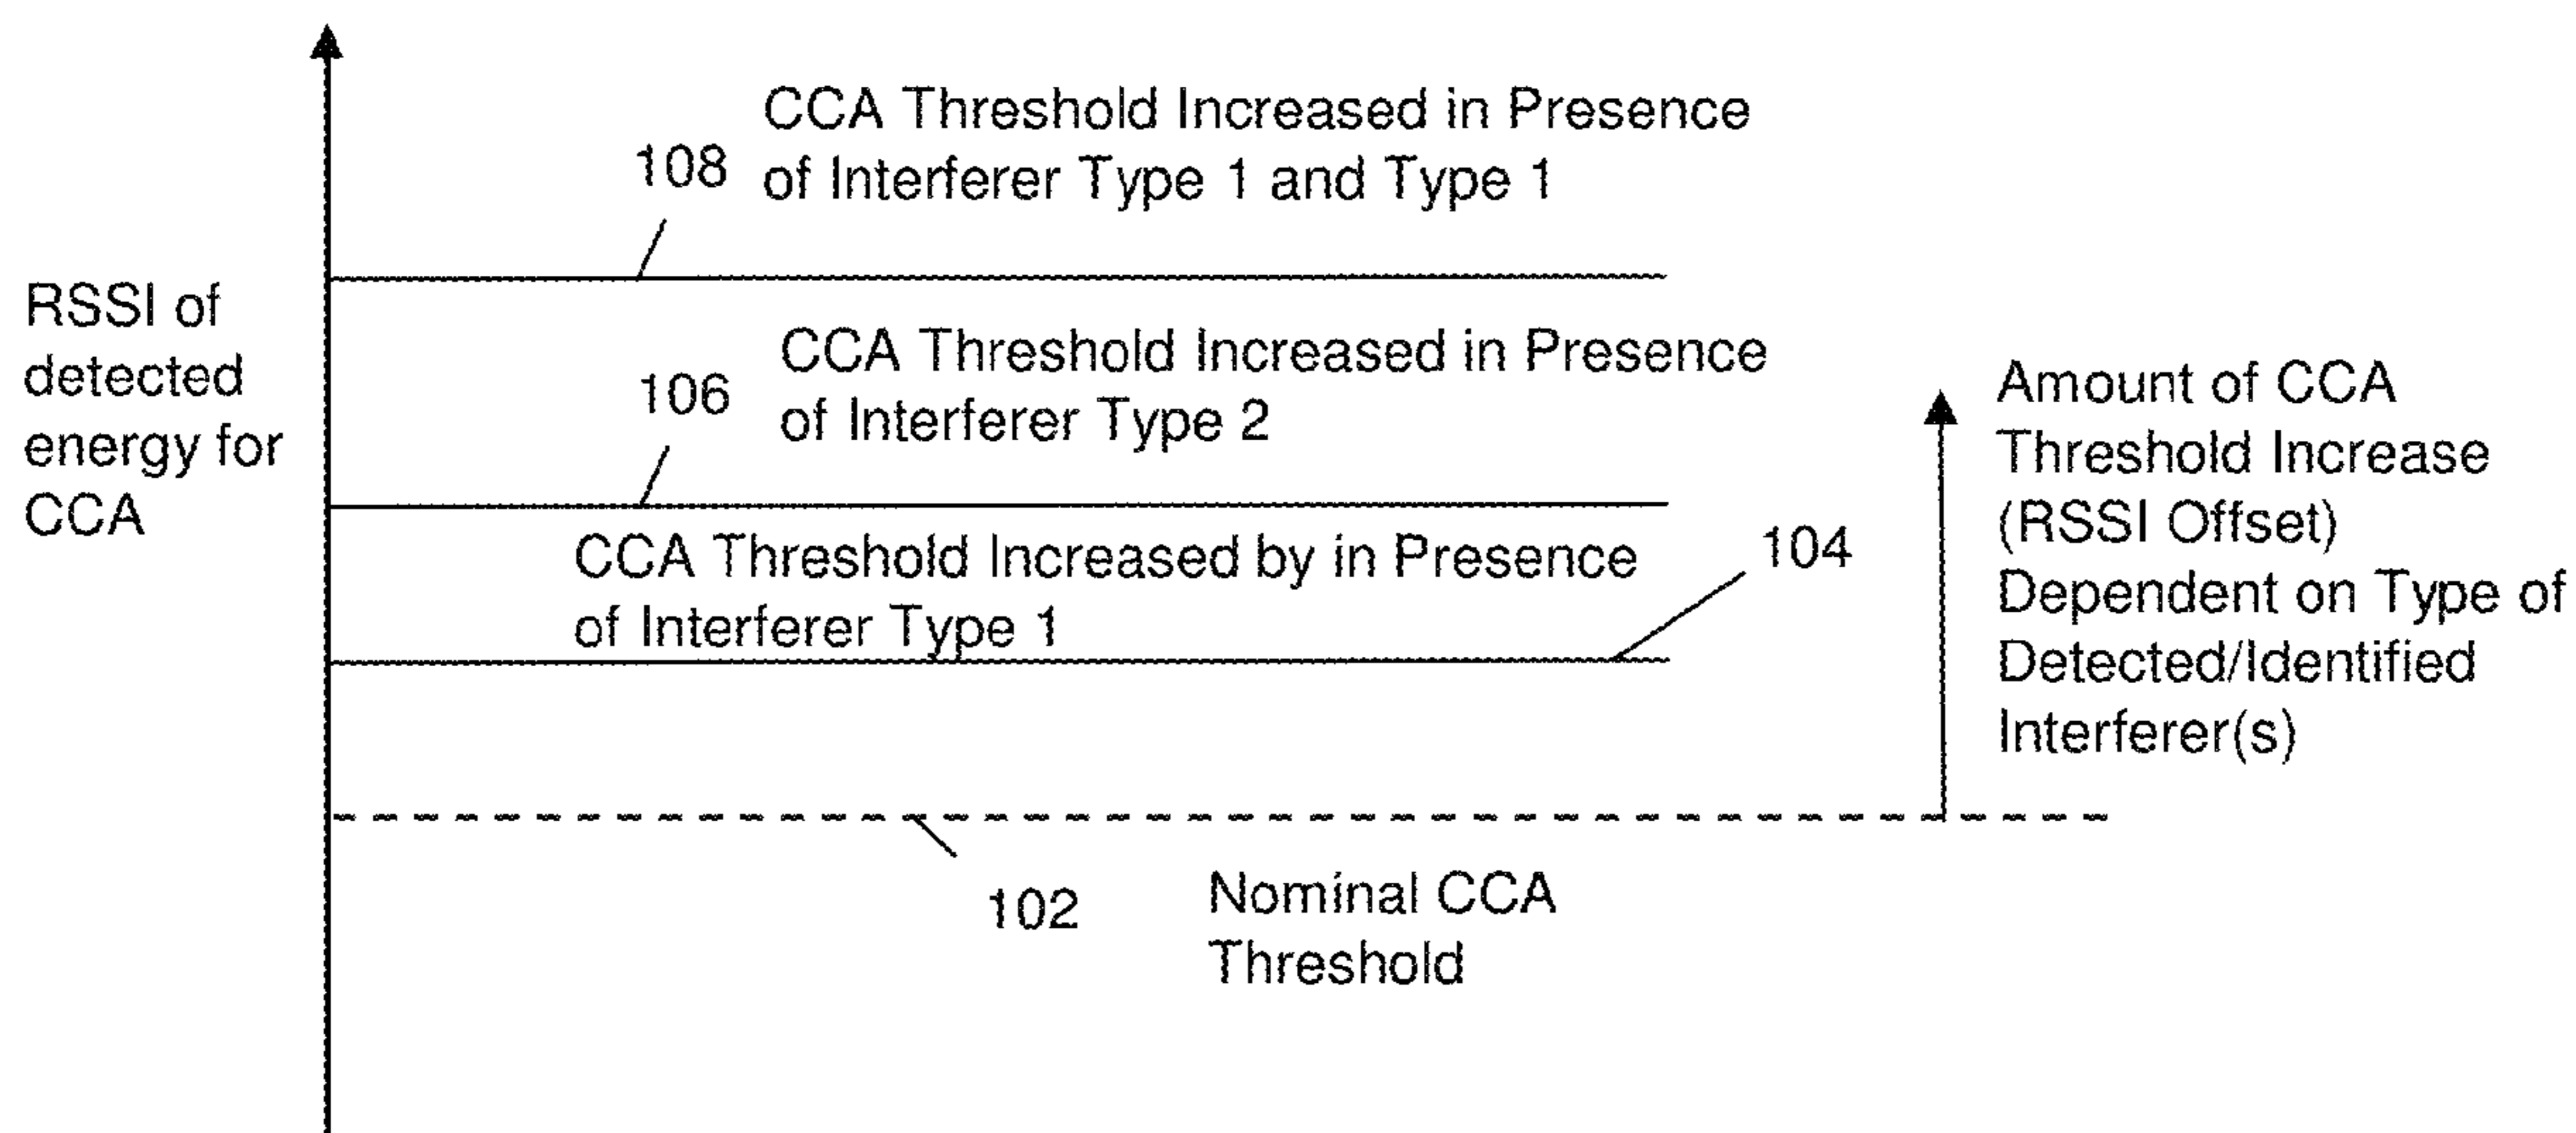 CCA Threshold Increased in Presence
of Interferer Type 1 and Type 1
108
RSSI of
detected
energy for
CCA
CCA Threshold Increased in Presence
of Interferer Type 2
106
CCA Threshold Increased by in Presence
of Interferer Type 1
104
Amount of CCA
Threshold Increase
(RSSI Offset)
Dependent on Type of
Detected/Identified
Interferer(s)
102
Nominal CCA
Threshold